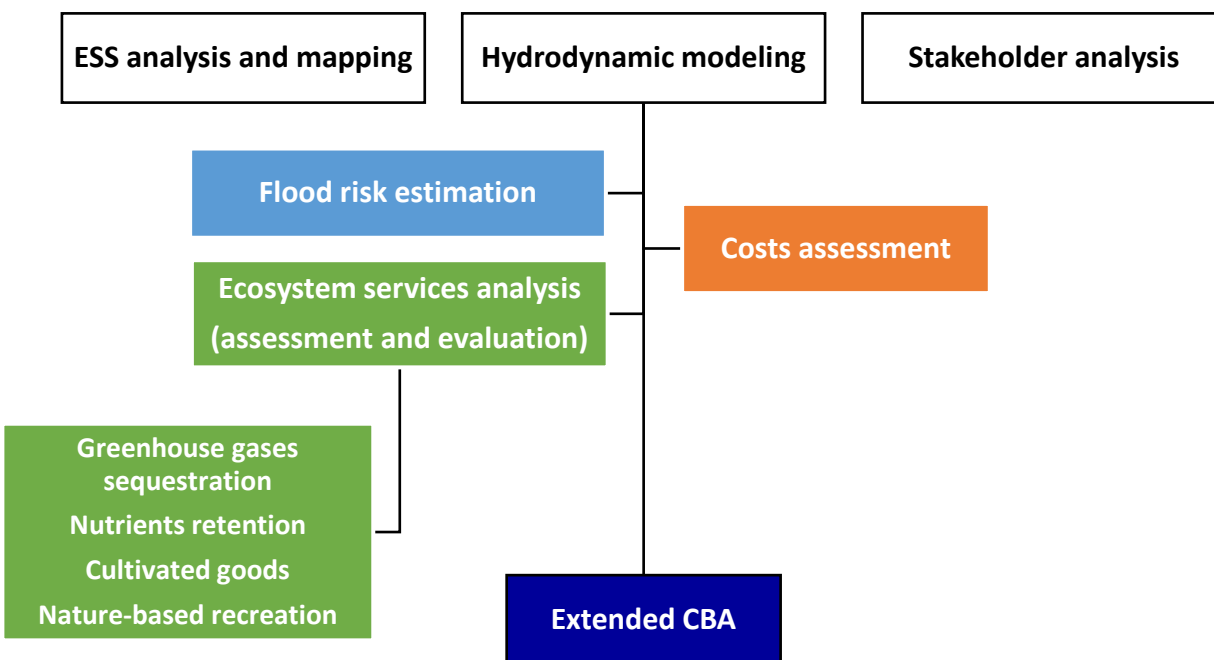 ESS analysis and mapping
Hydrodynamic modeling
Stakeholder analysis
Flood risk estimation
Costs assessment
Ecosystem services analysis
(assessment and evaluation)
Greenhouse gases
sequestration
Nutrients retention
Cultivated goods
Nature-based recreation
Extended CBA